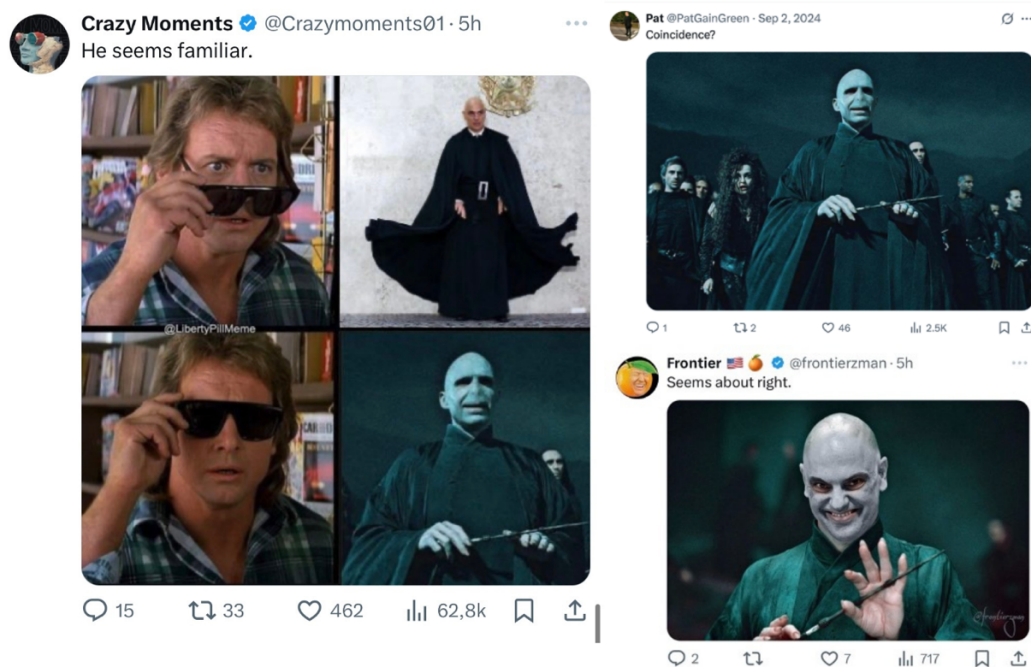 Crazy Moments @Crazymoments01 · 5h
He seems familiar.
@LibertyPillMeme
15 33 462 62,8k
Pat @PatGainGreen · Sep 2, 2024
Coincidence?
1 2 46 2.5K
Frontier @frontierzman · 5h
Seems about right.
@frontierzman
2 7 717